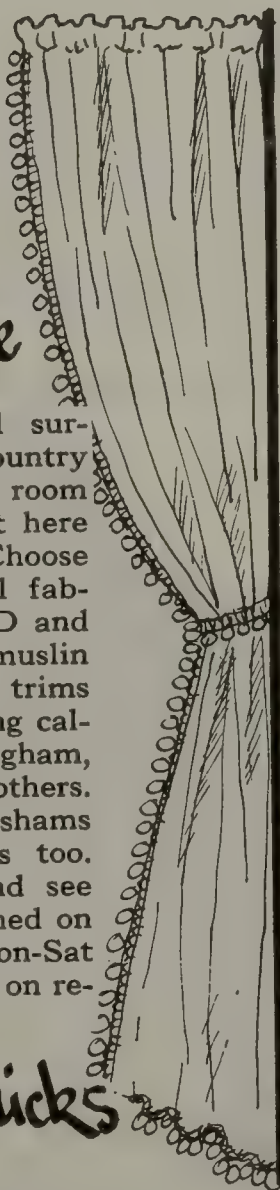 e
l sur-
ountry
room
t here
Choose
l fab-
D and
muslin
trims
ng cal-
gham,
others.
shams
s too.
nd see
ned on
on-Sat
on re-
icks